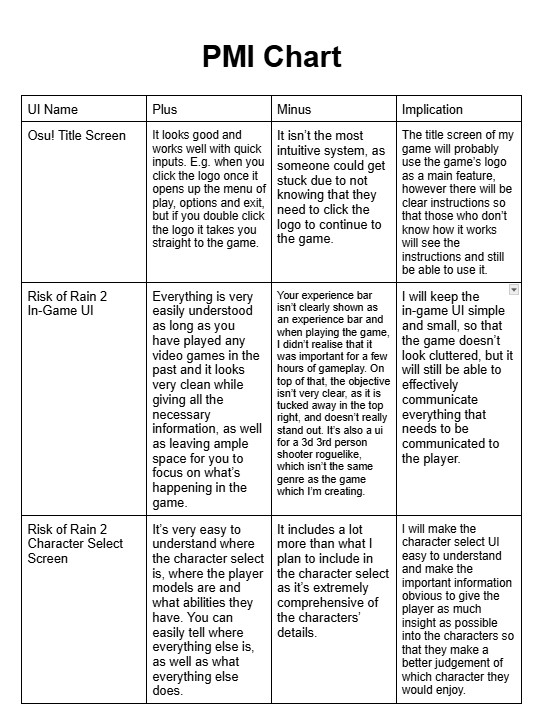 PMI Chart
UI Name
Plus
Minus
Implication
Osu! Title Screen
It looks good and
works well with quick
inputs. E.g. when you
click the logo once it
opens up the menu of
play, options and exit,
but if you double click
the logo it takes you
straight to the game.
It isn't the most
intuitive system, as
someone could get
stuck due to not
knowing that they
need to click the
logo to continue to
the game.
The title screen of my
game will probably
use the game's logo
as a main feature,
however there will be
clear instructions so
that those who don't
know how it works
will see the
instructions and still
be able to use it.
Risk of Rain 2
In-Game UI
Everything is very
easily understood
as long as you
have played any
video games in the
past and it looks
very clean while
giving all the
necessary
information, as well
as leaving ample
space for you to
focus on what's
happening in the
game.
Your experience bar
isn't clearly shown as
an experience bar and
when playing the game,
I didn't realise that it
was important for a few
hours of gameplay. On
top of that, the objective
isn't very clear, as it is
tucked away in the top
right, and doesn't really
stand out. It's also a ui
for a 3d 3rd person
shooter roguelike,
which isn't the same
genre as the game
which I'm creating.
I will keep the
in-game UI simple
and small, so that
the game doesn't
look cluttered, but it
will still be able to
effectively
communicate
everything that
needs to be
communicated to
the player.
Risk of Rain 2
Character Select
Screen
It's very easy to
understand where
the character select
is, where the player
models are and
what abilities they
have. You can
easily tell where
everything else is,
as well as what
everything else
does.
It includes a lot
more than what I
plan to include in
the character select
as it's extremely
comprehensive of
the characters'
details.
I will make the
character select UI
easy to understand
and make the
important information
obvious to give the
player as much
insight as possible
into the characters so
that they make a
better judgement of
which character they
would enjoy.